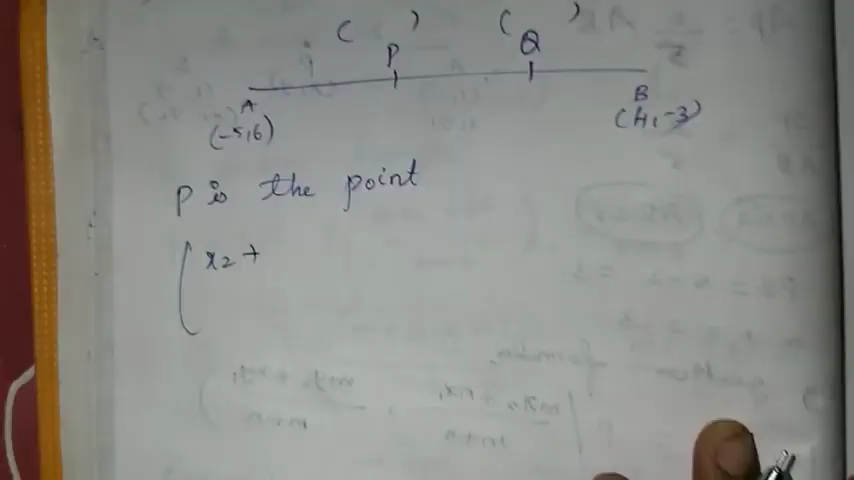 ( ) ( )
P Q
A B
(-5,6) (4,-3)
P is the point
( x2 +